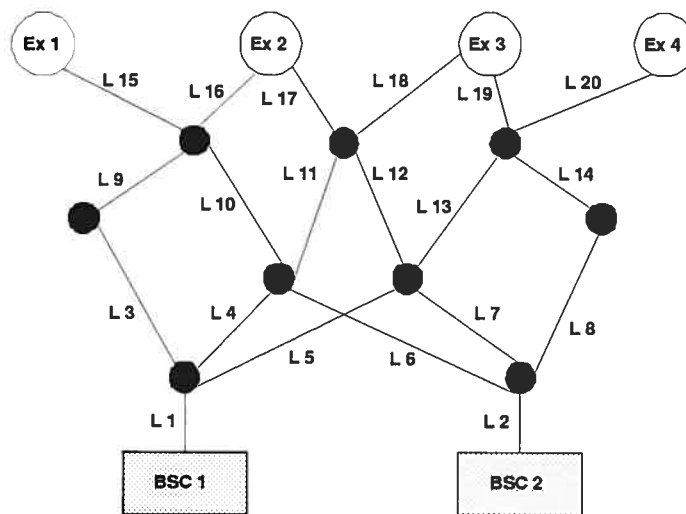 Ex 1
Ex 2
Ex 3
Ex 4
L 15
L 16
L 17
L 18
L 19
L 20
L 9
L 10
L 11
L 12
L 13
L 14
L 3
L 4
L 5
L 6
L 7
L 8
L 1
L 2
BSC 1
BSC 2